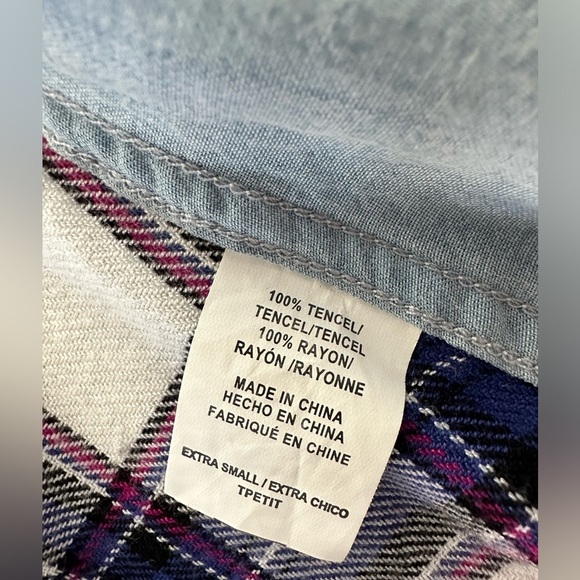 100% TENCEL/
TENCEL/TENCEL
100% RAYON/
RAYÓN /RAYONNE
MADE IN CHINA
HECHO EN CHINA
FABRIQUÉ EN CHINE
EXTRA SMALL / EXTRA CHICO
TPETIT